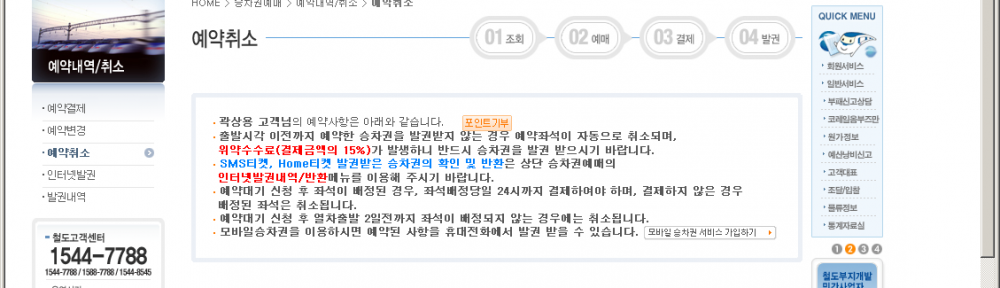 HOME > 승차권예매 > 예약내역/취소 > 예약취소
예약내역/취소
· 예약결제
· 예약변경
· 예약취소
· 인터넷발권
· 발권내역
철도고객센터
1544-7788
1544-7788 / 1588-7788 / 1544-8545
예약취소
01 조회
02 예매
03 결제
04 발권
· 곽상용 고객님의 예약사항은 아래와 같습니다. 포인트기부
· 출발시각 이전까지 예약한 승차권을 발권받지 않는 경우 예약좌석이 자동으로 취소되며,
위약수수료(결제금액의 15%)가 발생하니 반드시 승차권을 발권 받으시기 바랍니다.
· SMS티켓, Home티켓 발권받은 승차권의 확인 및 반환은 상단 승차권예매의
인터넷발권내역/반환메뉴를 이용해 주시기 바랍니다.
· 예약대기 신청 후 좌석이 배정된 경우, 좌석배정당일 24시까지 결제하여야 하며, 결제하지 않은 경우
배정된 좌석은 취소됩니다.
· 예약대기 신청 후 열차출발 2일전까지 좌석이 배정되지 않는 경우에는 취소됩니다.
· 모바일승차권을 이용하시면 예약된 사항을 휴대전화에서 발권 받을 수 있습니다. 모바일 승차권 서비스 가입하기
QUICK MENU
회원서비스
일반서비스
부패신고상담
코레일옴부즈만
원가정보
예산낭비신고
고객대표
조달/입찰
물류정보
통계자료실
1 2 3 4
철도부지개발
민간사업자